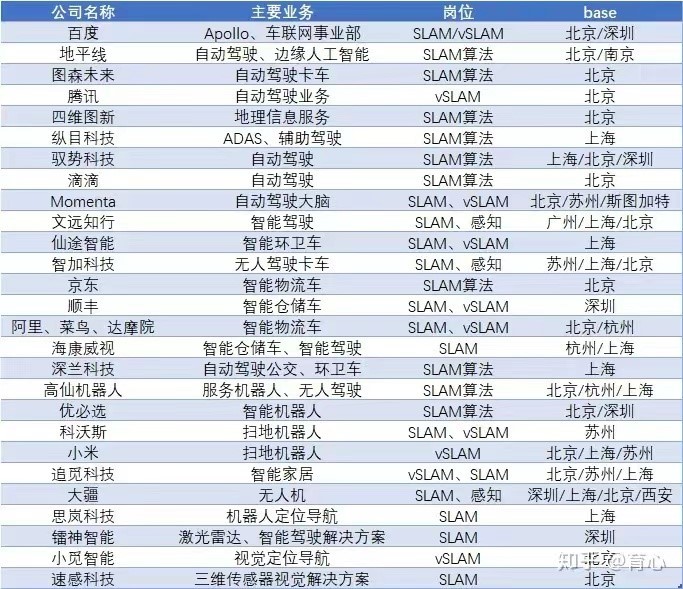 公司名称 主要业务 岗位 base
百度 Apollo、车联网事业部 SLAM/vSLAM 北京/深圳
地平线 自动驾驶、边缘人工智能 SLAM算法 北京/南京
图森未来 自动驾驶卡车 SLAM算法 北京
腾讯 自动驾驶业务 vSLAM 北京
四维图新 地理信息服务 SLAM算法 北京
纵目科技 ADAS、辅助驾驶 SLAM算法 上海
驭势科技 自动驾驶 SLAM算法 上海/北京/深圳
滴滴 自动驾驶 SLAM算法 北京
Momenta 自动驾驶大脑 SLAM、vSLAM 北京/苏州/斯图加特
文远知行 智能驾驶 SLAM、感知 广州/上海/北京
仙途智能 智能环卫车 SLAM、vSLAM 上海
智加科技 无人驾驶卡车 SLAM、感知 苏州/上海/北京
京东 智能物流车 SLAM算法 北京
顺丰 智能仓储车 SLAM、vSLAM 深圳
阿里、菜鸟、达摩院 智能物流车 SLAM、vSLAM 北京/杭州
海康威视 智能仓储车、智能驾驶 SLAM 杭州/上海
深兰科技 自动驾驶公交、环卫车 SLAM算法 上海
高仙机器人 服务机器人、无人驾驶 SLAM算法 北京/杭州/上海
优必选 智能机器人 SLAM算法 北京/深圳
科沃斯 扫地机器人 SLAM、vSLAM 苏州
小米 扫地机器人 vSLAM 北京/上海/苏州
追觅科技 智能家居 vSLAM、SLAM 北京/苏州/上海
大疆 无人机 SLAM、感知 深圳/上海/北京/西安
思岚科技 机器人定位导航 SLAM 上海
镭神智能 激光雷达、智能驾驶解决方案 SLAM 深圳
小觅智能 视觉定位导航 vSLAM 北京
速感科技 三维传感器视觉解决方案 SLAM 北京
知乎 @育心